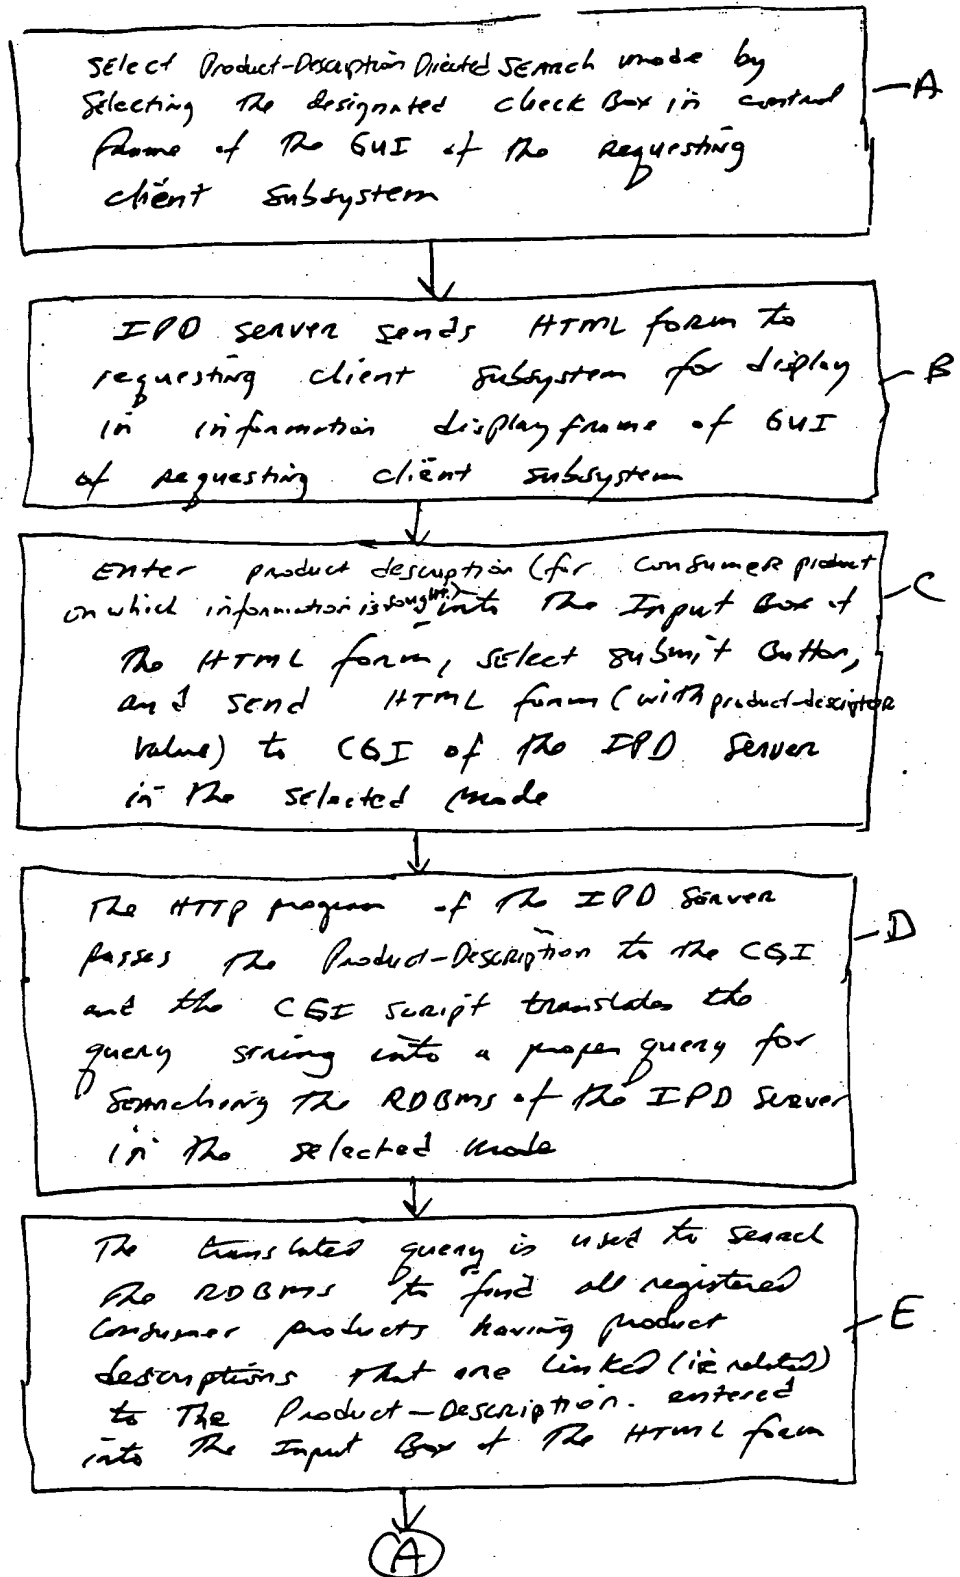 Select Product-Description Directed Search mode by
Selecting the designated check Box in control
frame of the GUI of the requesting
client subsystem
A
IPD server sends HTML form to
requesting client subsystem for display
in information display frame of GUI
of requesting client subsystem
B
Enter product description (for consumer product
on which information is sought) into the Input Box of
the HTML form, select submit Button,
and send HTML form (with product-descriptor
value) to CGI of the IPD Server
in the selected mode
C
The HTTP program of the IPD Server
passes the Product-Description to the CGI
and the CGI script translates the
query string into a proper query for
Searching the RDBMS of the IPD Server
in the selected mode
D
The translated query is used to search
the RDBMS to find all registered
Consumer products having product
descriptions that are linked (ie related)
to the Product-Description. entered
into the Input Box of the HTML form
E
A